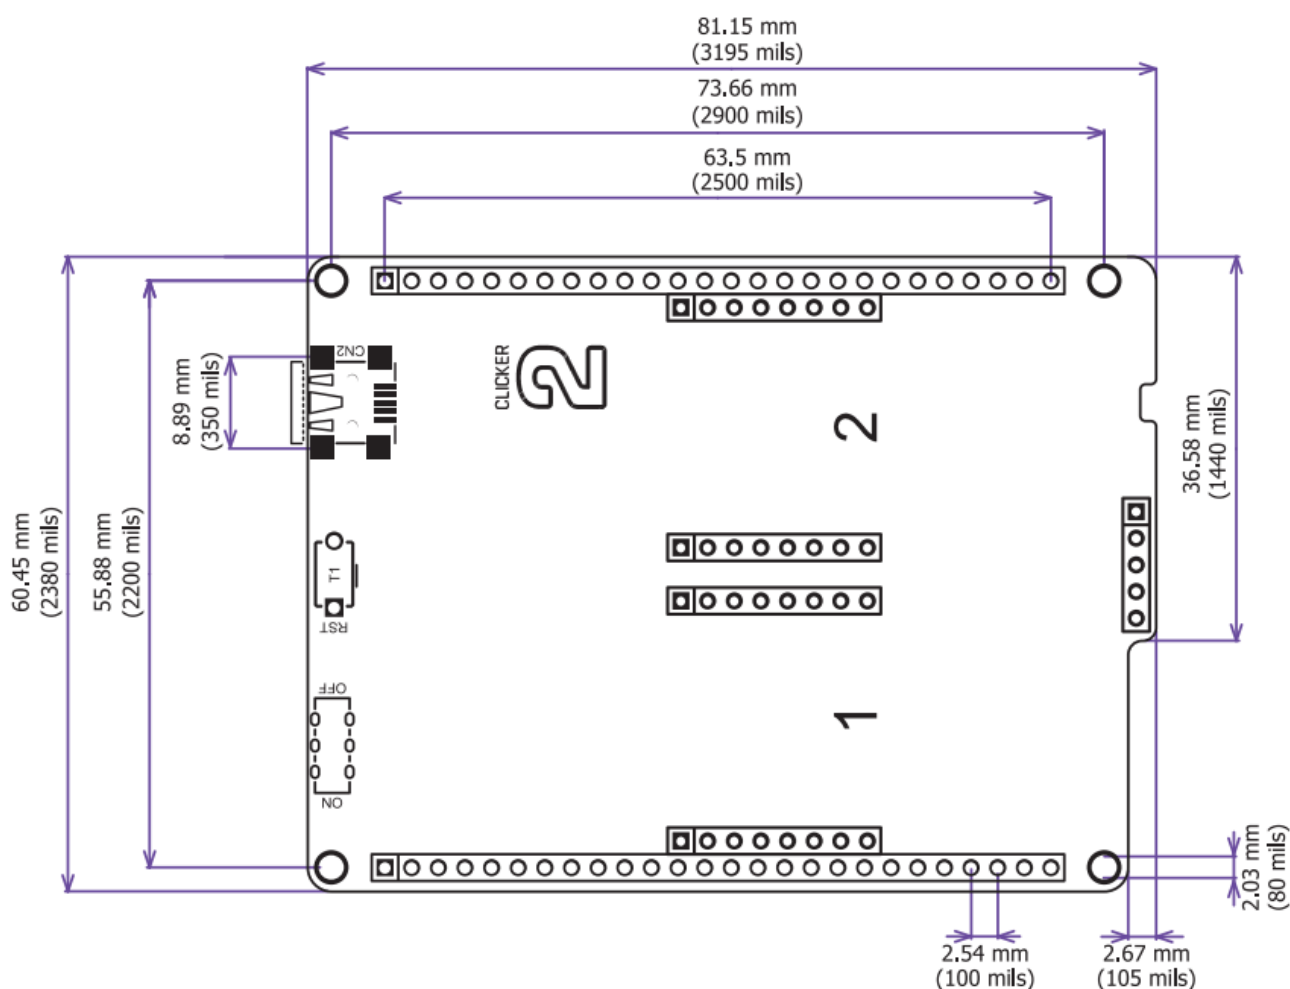 81.15 mm
(3195 mils)
73.66 mm
(2900 mils)
63.5 mm
(2500 mils)
CN2
CLICKER
2
8.89 mm
(350 mils)
2
36.58 mm
(1440 mils)
60.45 mm
(2380 mils)
55.88 mm
(2200 mils)
T1
RST
OFF
1
ON
2.03 mm
(80 mils)
2.54 mm
(100 mils)
2.67 mm
(105 mils)